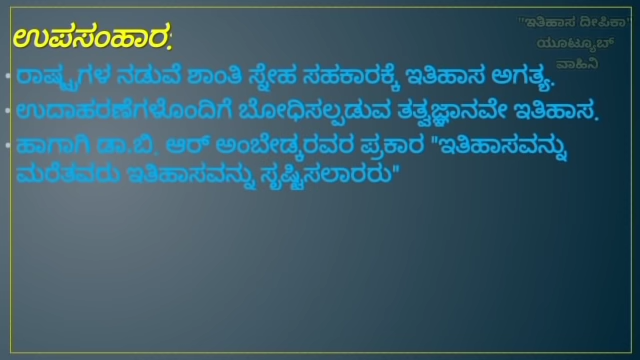 "ಇತಿಹಾಸ ದೀಪಿಕಾ"
ಯೂಟ್ಯೂಬ್
ವಾಹಿನಿ
ಉಪಸಂಹಾರ:
• ರಾಷ್ಟ್ರಗಳ ನಡುವೆ ಶಾಂತಿ ಸ್ನೇಹ ಸಹಕಾರಕ್ಕೆ ಇತಿಹಾಸ ಅಗತ್ಯ.
• ಉದಾಹರಣೆಗಳೊಂದಿಗೆ ಬೋಧಿಸಲ್ಪಡುವ ತತ್ವಜ್ಞಾನವೇ ಇತಿಹಾಸ.
• ಹಾಗಾಗಿ ಡಾ.ಬಿ. ಆರ್ ಅಂಬೇಡ್ಕರವರ ಪ್ರಕಾರ "ಇತಿಹಾಸವನ್ನು
ಮರೆತವರು ಇತಿಹಾಸವನ್ನು ಸೃಷ್ಟಿಸಲಾರರು"